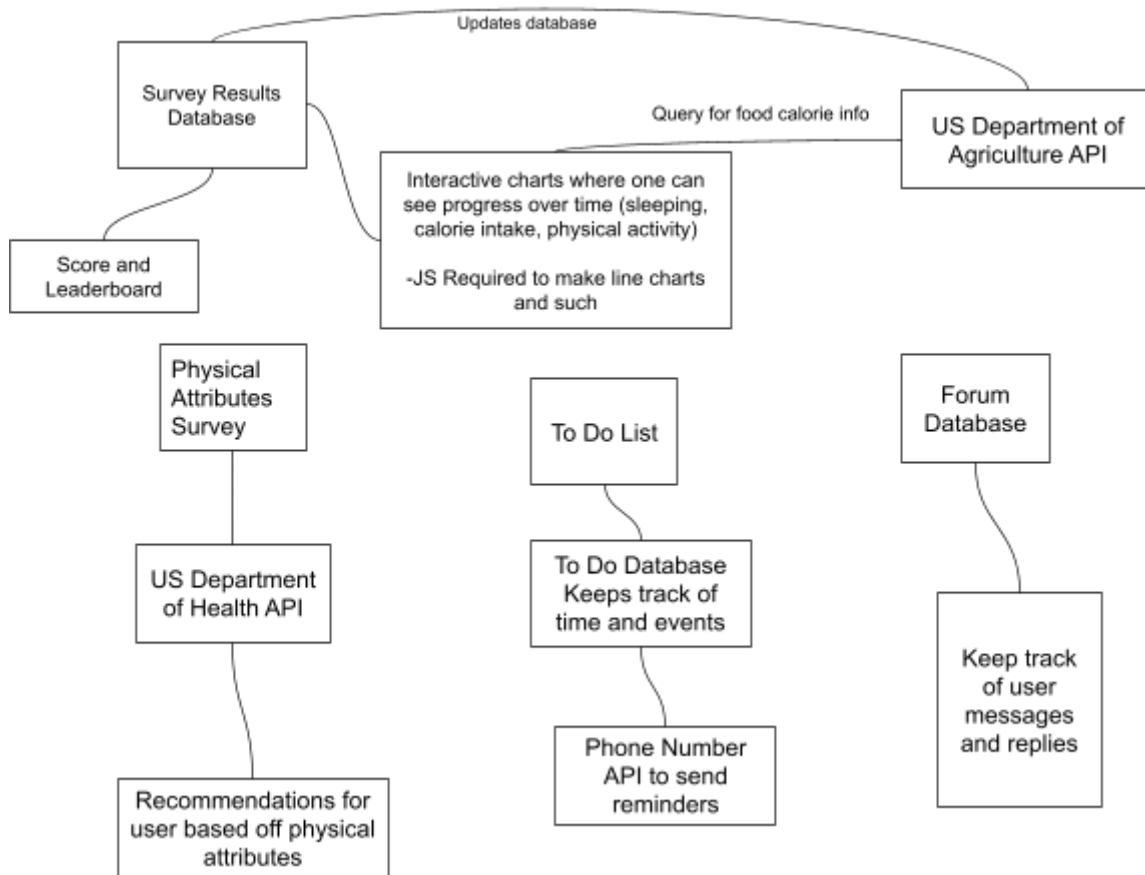 Updates database
Survey Results
Database
Query for food calorie info
US Department of
Agriculture API
Interactive charts where one can
see progress over time (sleeping,
calorie intake, physical activity)
-JS Required to make line charts
and such
Score and
Leaderboard
Physical
Attributes
Survey
To Do List
Forum
Database
US Department
of Health API
To Do Database
Keeps track of
time and events
Keep track
of user
messages
and replies
Phone Number
API to send
reminders
Recommendations for
user based off physical
attributes